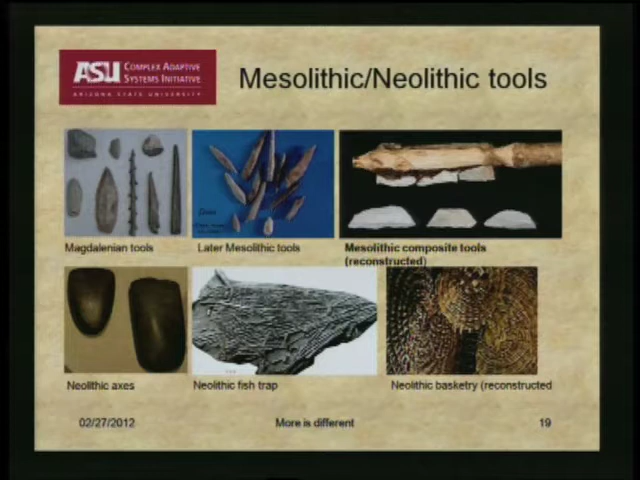 ASU COMPLEX ADAPTIVE
SYSTEMS INITIATIVE
ARIZONA STATE UNIVERSITY
Mesolithic/Neolithic tools
Magdalenian tools
Later Mesolithic tools
Mesolithic composite tools
(reconstructed)
Neolithic axes
Neolithic fish trap
Neolithic basketry (reconstructed
02/27/2012
More is different
19